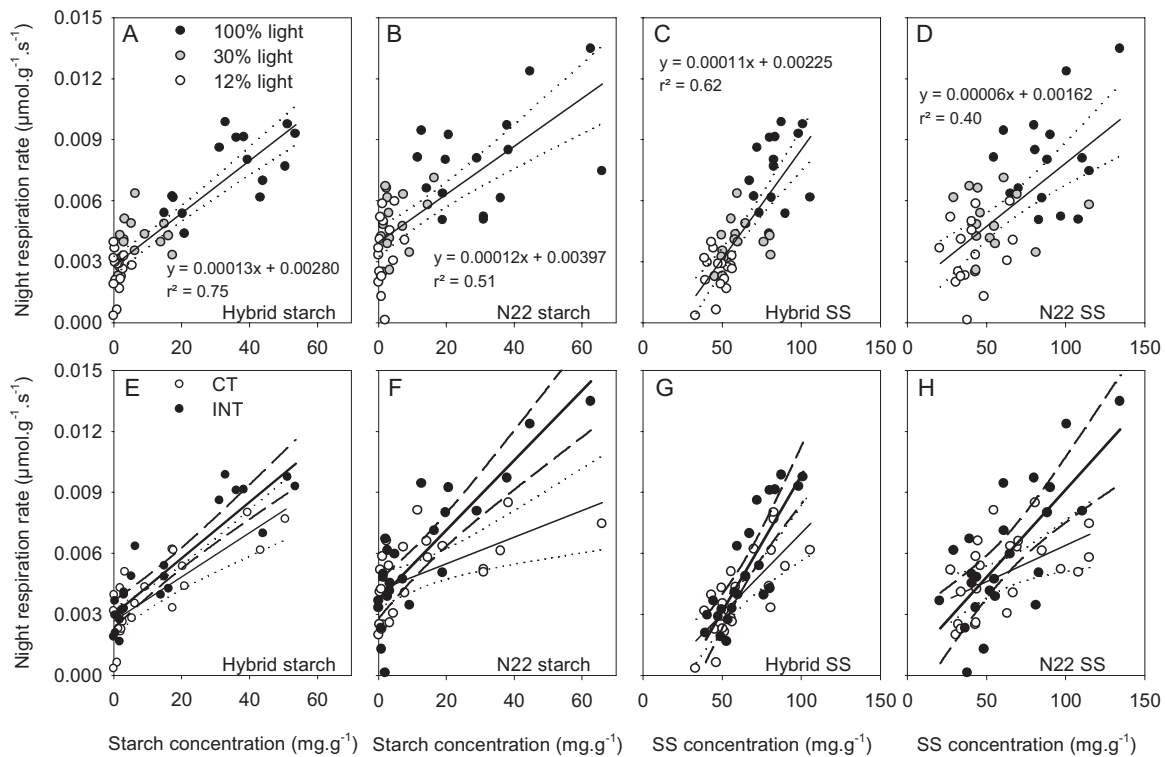 A B C D
100% light
30% light
12% light
y = 0.00013x + 0.00280
r² = 0.75
Hybrid starch
y = 0.00012x + 0.00397
r² = 0.51
N22 starch
y = 0.00011x + 0.00225
r² = 0.62
Hybrid SS
y = 0.00006x + 0.00162
r² = 0.40
N22 SS
Night respiration rate (µmol.g⁻¹.s⁻¹)
0.015
0.012
0.009
0.006
0.003
0.000
0 20 40 60 0 20 40 60 0 50 100 150 0 50 100 150
E F G H
CT
INT
Hybrid starch
N22 starch
Hybrid SS
N22 SS
Night respiration rate (µmol.g⁻¹.s⁻¹)
0.015
0.012
0.009
0.006
0.003
0.000
0 20 40 60 0 20 40 60 0 50 100 150 0 50 100 150
Starch concentration (mg.g⁻¹) Starch concentration (mg.g⁻¹) SS concentration (mg.g⁻¹) SS concentration (mg.g⁻¹)